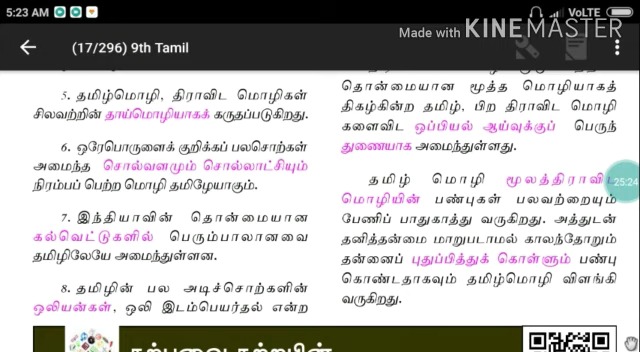 5:23 AM
VoLTE
Made with KINEMASTER
(17/296) 9th Tamil
5. தமிழ்மொழி, திராவிட மொழிகள்
சிலவற்றின் தாய்மொழியாகக் கருதப்படுகிறது.
6. ஒரேபொருளைக் குறிக்கப் பலசொற்கள்
அமைந்த சொல்வளமும் சொல்லாட்சியும்
நிரம்பப் பெற்ற மொழி தமிழேயாகும்.
7. இந்தியாவின் தொன்மையான
கல்வெட்டுகளில் பெரும்பாலானவை
தமிழிலேயே அமைந்துள்ளன.
8. தமிழின் பல அடிச்சொற்களின்
ஒலியன்கள், ஒலி இடம்பெயர்தல் என்ற
தொன்மையான மூத்த மொழியாகத்
திகழ்கின்ற தமிழ், பிற திராவிட மொழி
களைவிட ஒப்பியல் ஆய்வுக்குப் பெருந்
துணையாக அமைந்துள்ளது.
தமிழ் மொழி மூலத்திராவிட
மொழியின் பண்புகள் பலவற்றையும்
பேணிப் பாதுகாத்து வருகிறது. அத்துடன்
தனித்தன்மை மாறுபடாமல் காலந்தோறும்
தன்னைப் புதுப்பித்துக் கொள்ளும் பண்பு
கொண்டதாகவும் தமிழ்மொழி விளங்கி
வருகிறது.
25:24